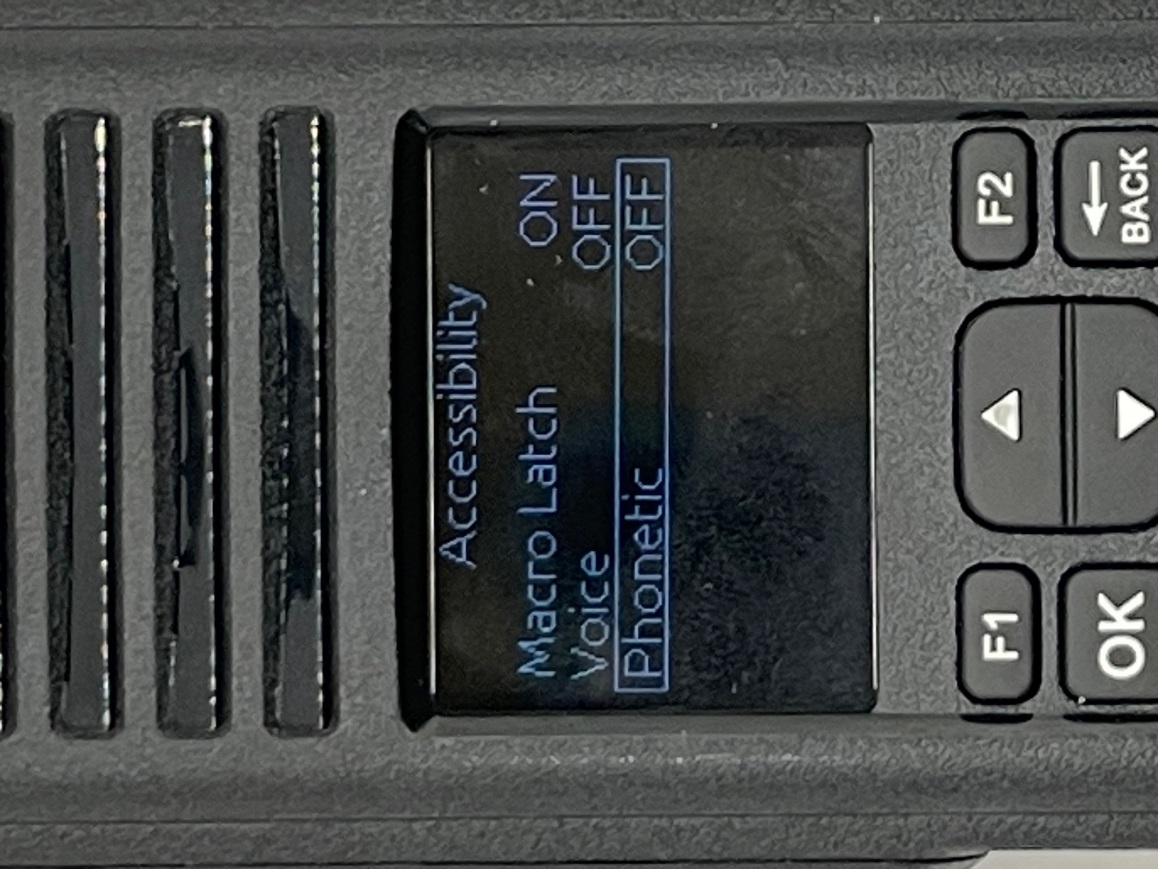 Accessibility
Macro Latch ON
Voice OFF
Phonetic OFF
F1 F2
OK BACK